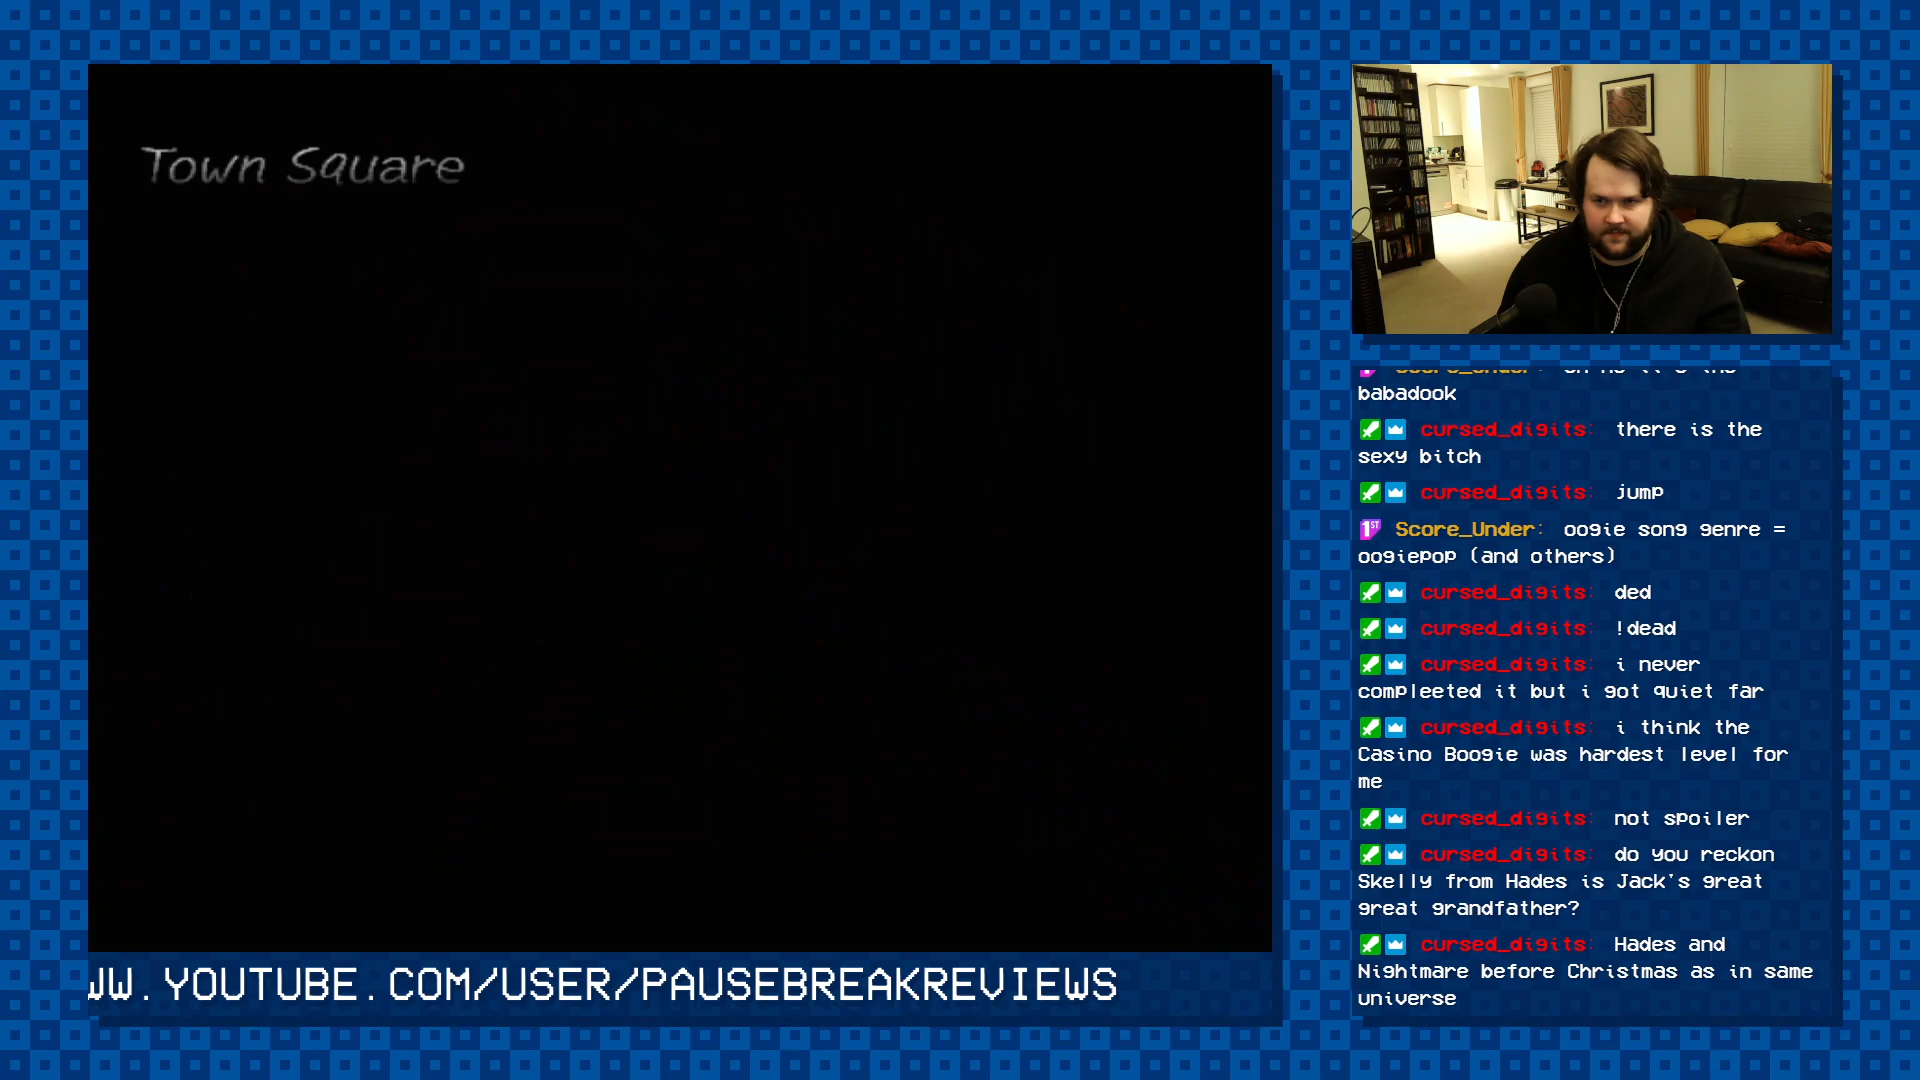 Town Square
babadook
cursed_digits: there is the
sexy bitch
cursed_digits: jump
1ST Score_Under: oogie song genre =
oogiepop (and others)
cursed_digits: ded
cursed_digits: !dead
cursed_digits: i never
compleeted it but i got quiet far
cursed_digits: i think the
Casino Boogie was hardest level for
me
cursed_digits: not spoiler
cursed_digits: do you reckon
Skelly from Hades is Jack's great
great grandfather?
cursed_digits: Hades and
Nightmare before Christmas as in same
universe
WW.YOUTUBE.COM/USER/PAUSEBREAKREVIEWS